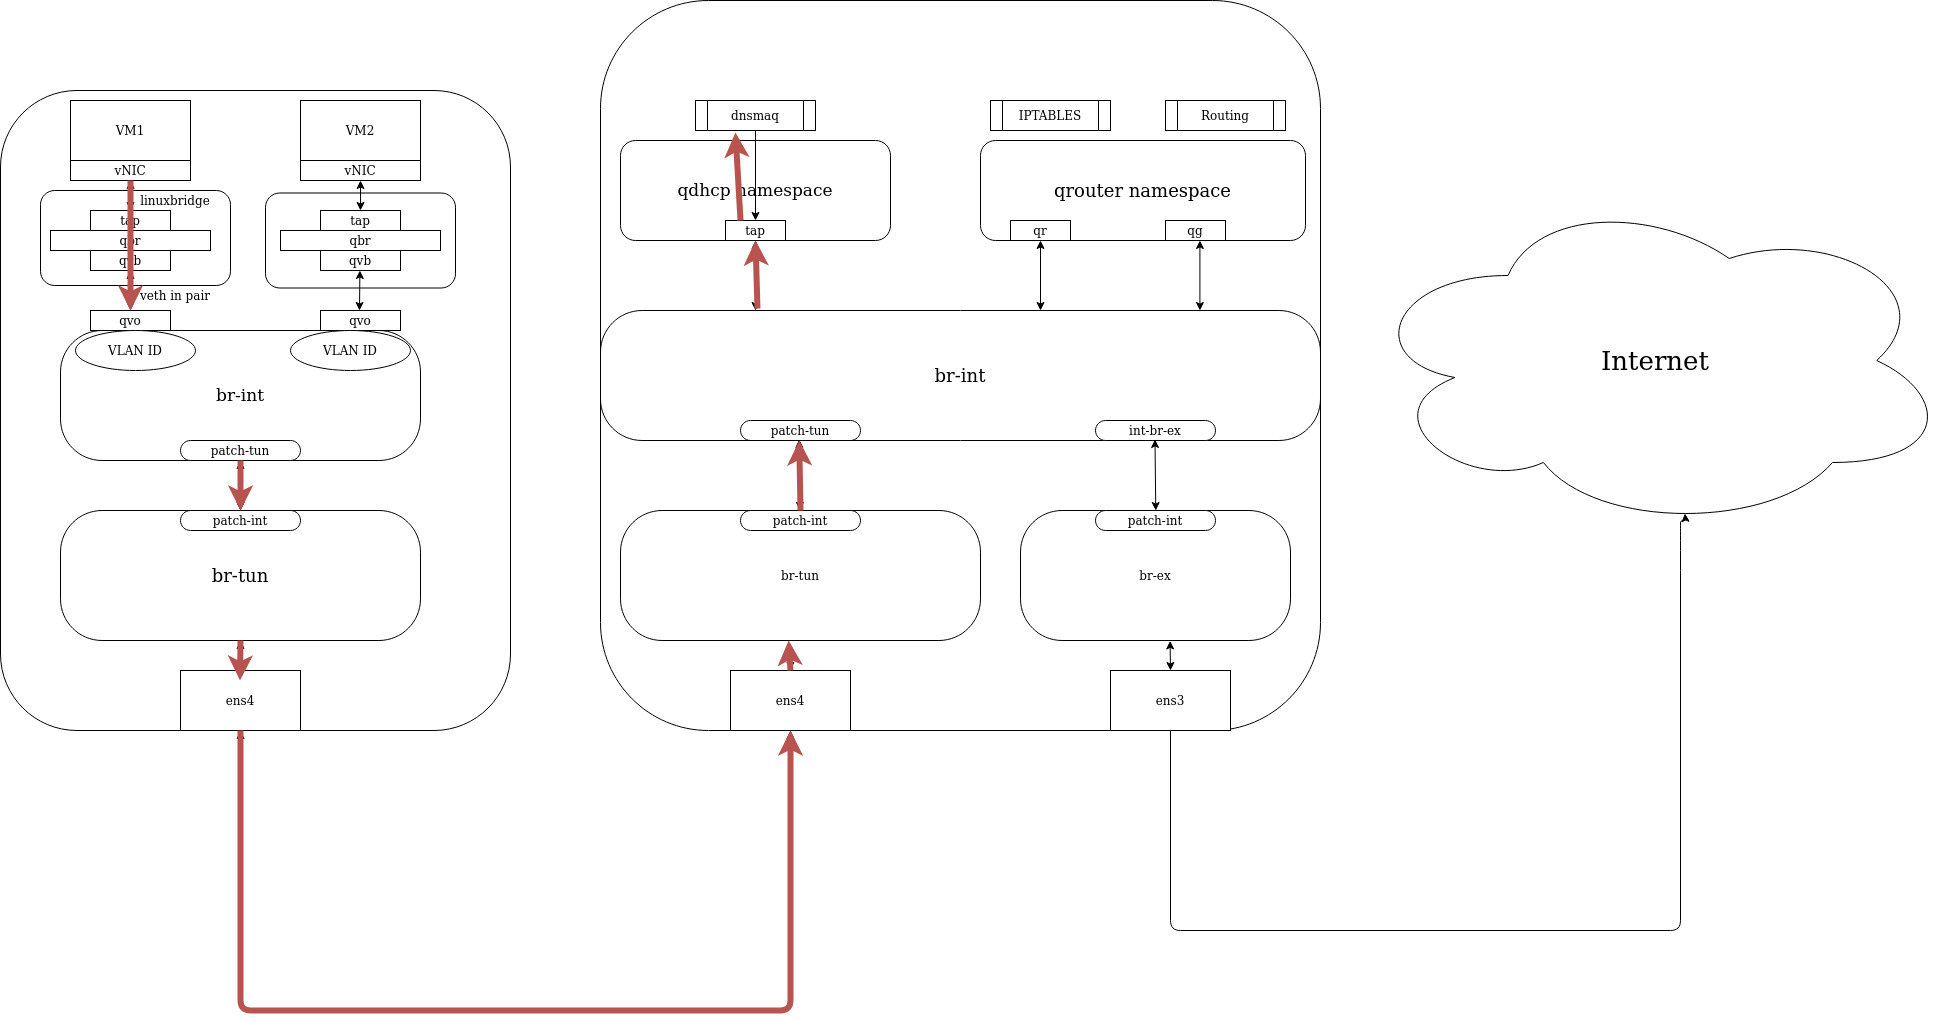 VM1
vNIC
linuxbridge
tap
qbr
qvb
veth in pair
qvo
VLAN ID
VM2
vNIC
tap
qbr
qvb
qvo
VLAN ID
br-int
patch-tun
patch-int
br-tun
ens4
dnsmaq
qdhcp namespace
tap
IPTABLES
Routing
qrouter namespace
qr
qg
br-int
patch-tun
int-br-ex
patch-int
br-tun
ens4
patch-int
br-ex
ens3
Internet